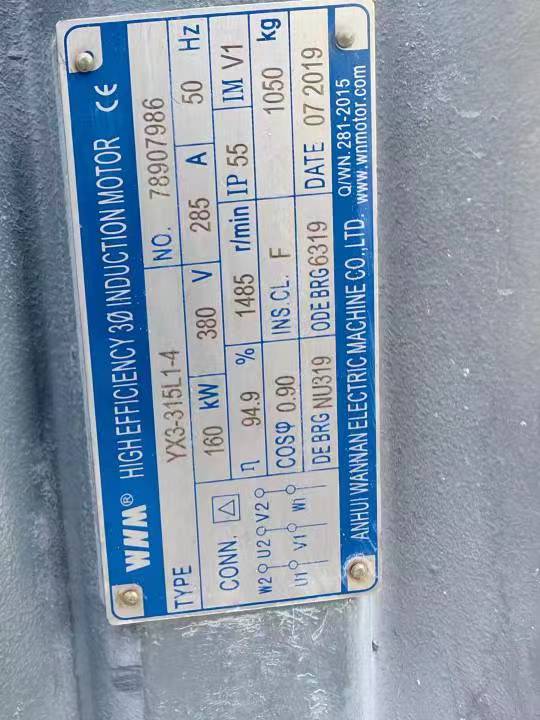 WNM® HIGH EFFICIENCY 3Ø INDUCTION MOTOR CE
TYPE YX3-315L1-4 NO. 78907986
160 kW 380 V 285 A 50 Hz
CONN. △ η 94.9 % 1485 r/min IP 55 IM V1
COSφ 0.90 INS.CL. F 1050 kg
W2 U2 V2
U1 V1 W1
DE BRG NU319 ODE BRG 6319 DATE 07 2019
Q/WN.281-2015
ANHUI WANNAN ELECTRIC MACHINE CO.,LTD. www.wnmotor.com